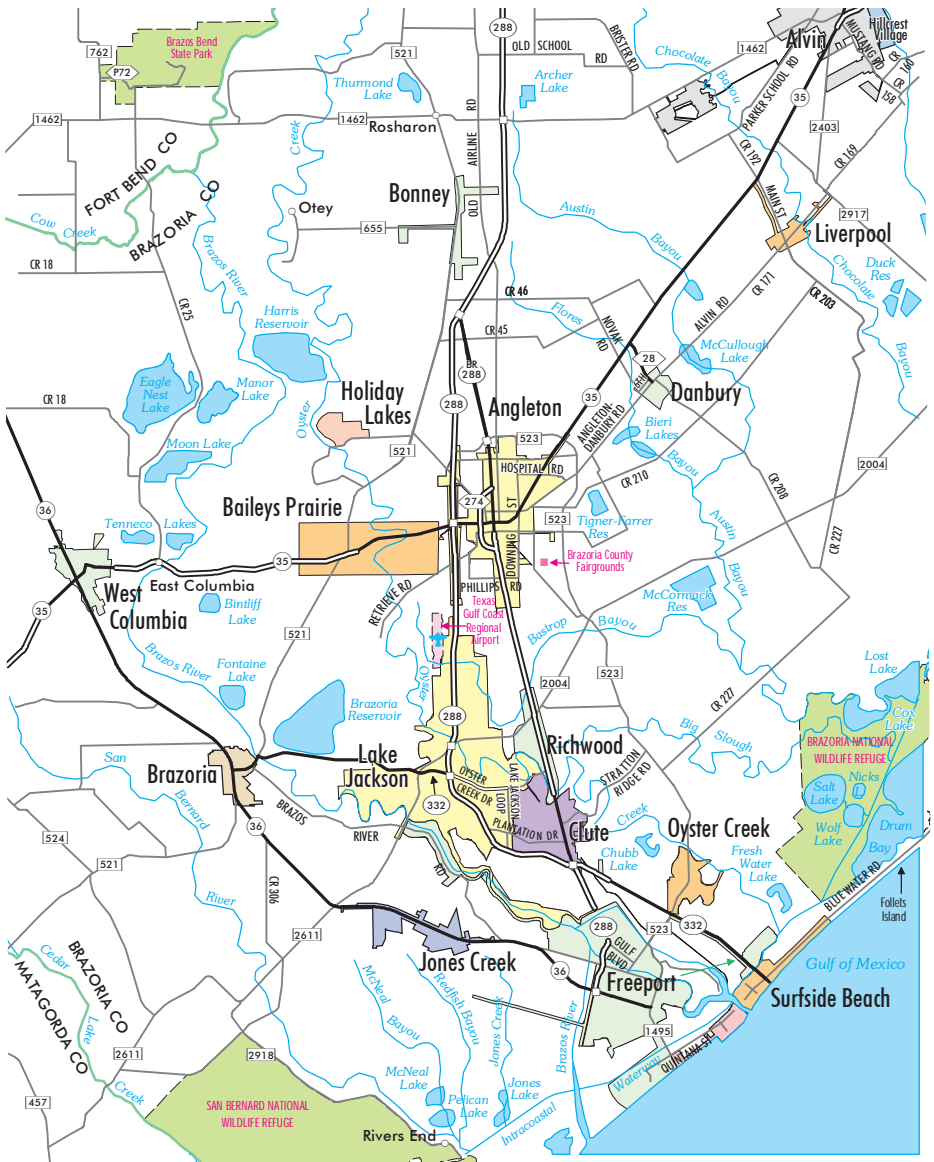 288
OLD SCHOOL
RD
BRISTER RD
1462
Alvin
MUSTANG RD
Hillcrest
Village
762
Brazos Bend
State Park
P72
521
Thurmond
Lake
Archer
Lake
Chocolate
Bayou
PARKER SCHOOL RD
35
CR 160
CR 158
1462
1462
Rosharon
OLD AIRLINE RD
Creek
2403
CR 192
CR 169
FORT BEND CO
BRAZORIA CO
Bonney
Otey
655
Austin
Bayou
MAIN ST
2917
Liverpool
Cow
Creek
CR 18
Brazos River
CR 25
CR 46
CR 171
Duck
Res
Chocolate
Bayou
CR 203
Harris
Reservoir
Flores
NOVAK
RD
ALVIN RD
CR 45
McCullough
Lake
28
BR
288
Eagle
Nest
Lake
Manor
Lake
CR 18
Holiday
Lakes
Oyster
288
Angleton
35
Danbury
ANGLETON-
DANBURY RD
Bieri
Lakes
Bayou
Moon Lake
521
523
HOSPITAL RD
CR 210
2004
CR 208
36
Baileys Prairie
274
DOWNING ST
523
Tigner-Farrer
Res
Austin
Bayou
CR 227
Tenneco Lakes
35
Brazoria County
Fairgrounds
East Columbia
West
Columbia
35
Bintliff
Lake
RETRIEVE RD
PHILLIPS RD
Texas
Gulf Coast
Regional
Airport
McCormack
Res
521
Bastrop Bayou
Brazos River
Fontaine
Lake
Oyster
2004
523
Lost
Lake
CR 227
Cox
Lake
Brazoria
Reservoir
288
Richwood
Big Slough
BRAZORIA NATIONAL
WILDLIFE REFUGE
San
Bernard
River
Brazoria
Lake
Jackson
332
OYSTER
CREEK DR
LAKE JACKSON
LOOP
STRATTON
RIDGE RD
Nicks
Salt
Lake
BRAZOS
RIVER
RD
PLANTATION DR
Clute
Creek
Oyster Creek
Wolf
Lake
Drum
Bay
36
524
521
CR 306
Chubb
Lake
Fresh
Water
Lake
BLUE WATER RD
Follets
Island
2611
288
523
332
Cedar
Lake
Creek
BRAZORIA CO
MATAGORDA CO
Jones Creek
36
GULF
BLVD
Freeport
Gulf of Mexico
Surfside Beach
McNeal
Bayou
Redfish Bayou
Jones Creek
Brazos River
1495
2611
2918
QUINTANA ST
McNeal
Lake
Pelican
Lake
Jones
Lake
Intracoastal
Waterway
457
SAN BERNARD NATIONAL
WILDLIFE REFUGE
Rivers End